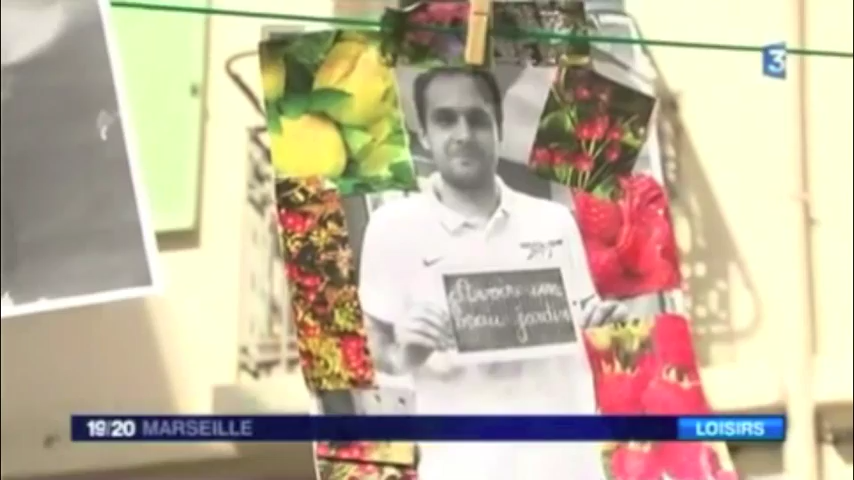 3
Avoir un
beau jardin
19/20 MARSEILLE
LOISIRS